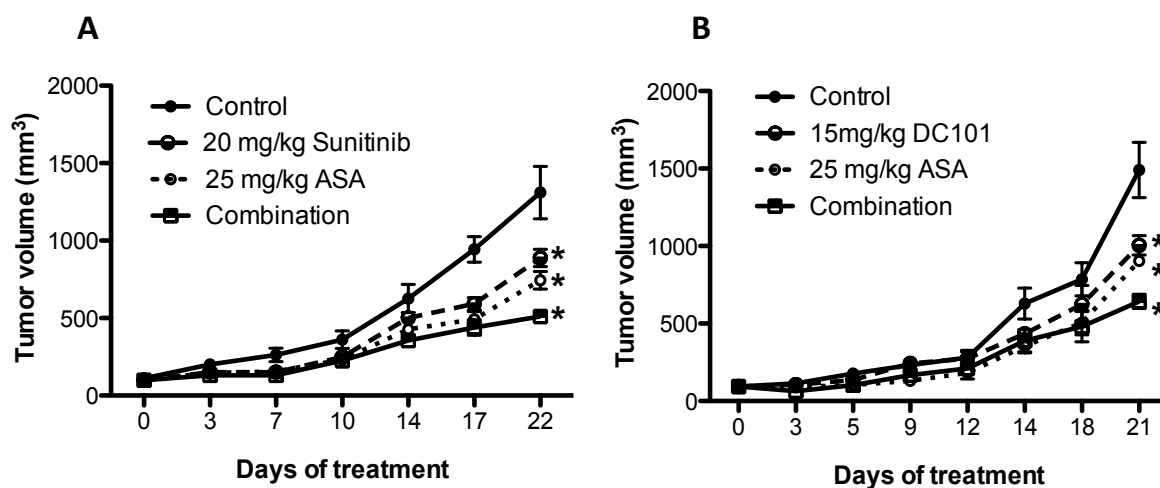 A
Tumor volume (mm³)
2000
1500
1000
500
0
Control
20 mg/kg Sunitinib
25 mg/kg ASA
Combination
*
*
*
0 3 7 10 14 17 22
Days of treatment
B
Tumor volume (mm³)
2000
1500
1000
500
0
Control
15mg/kg DC101
25 mg/kg ASA
Combination
*
*
*
0 3 5 9 12 14 18 21
Days of treatment